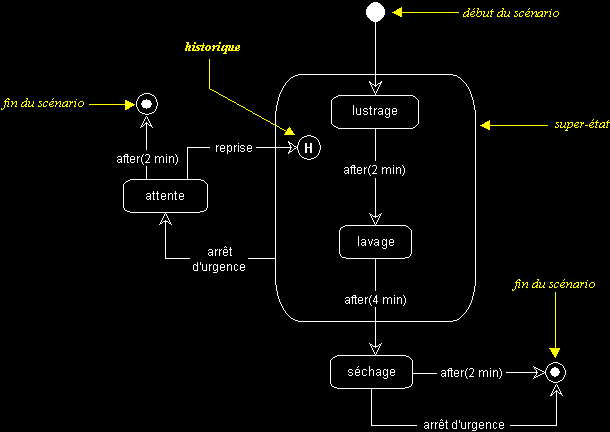 début du scénario
historique
fin du scénario
lustrage
super-état
after(2 min)
reprise
H
after(2 min)
attente
lavage
arrêt
d'urgence
fin du scénario
after(4 min)
séchage
after(2 min)
arrêt d'urgence